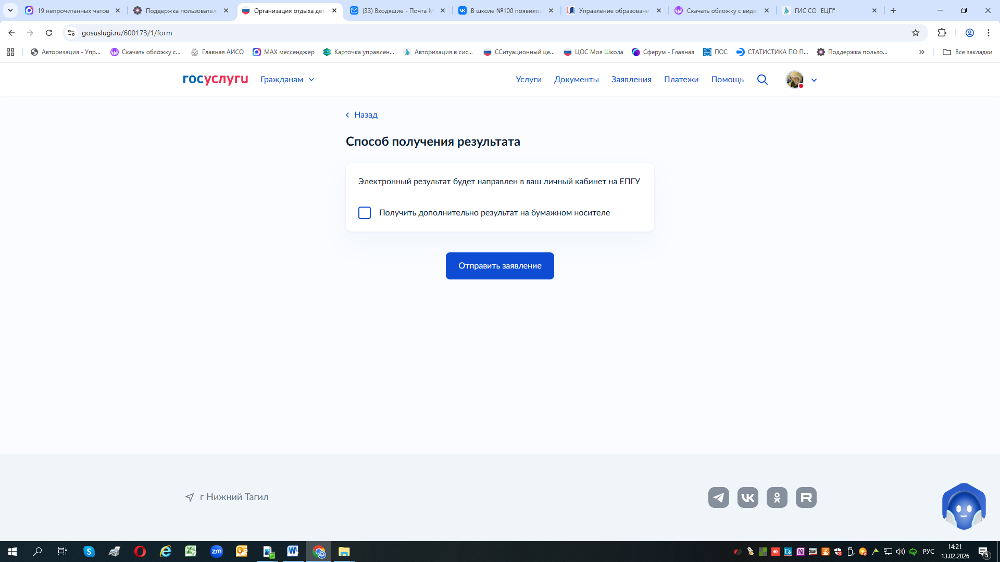 19 непрочитанных чатов
Поддержка пользовател
Организация отдыха дет
(33) Входящие - Почта М
В школе №100 появилос
Управление образовани
Скачать обложку с виде
ГИС СО "ЕЦП"
gosuslugi.ru/600173/1/form
Авторизация - Упр...
Скачать обложку с...
Главная АИСО
MAX мессенджер
Карточка управлен...
Авторизация в сис...
ССитуационный це...
ЦОС Моя Школа
Сферум - Главная
ПОС
СТАТИСТИКА ПО П...
Поддержка пользо...
Все закладки
госуслуги
Гражданам
Услуги
Документы
Заявления
Платежи
Помощь
Назад
Способ получения результата
Электронный результат будет направлен в ваш личный кабинет на ЕПГУ
Получить дополнительно результат на бумажном носителе
Отправить заявление
г Нижний Тагил
РУС
14:21
13.02.2026
5